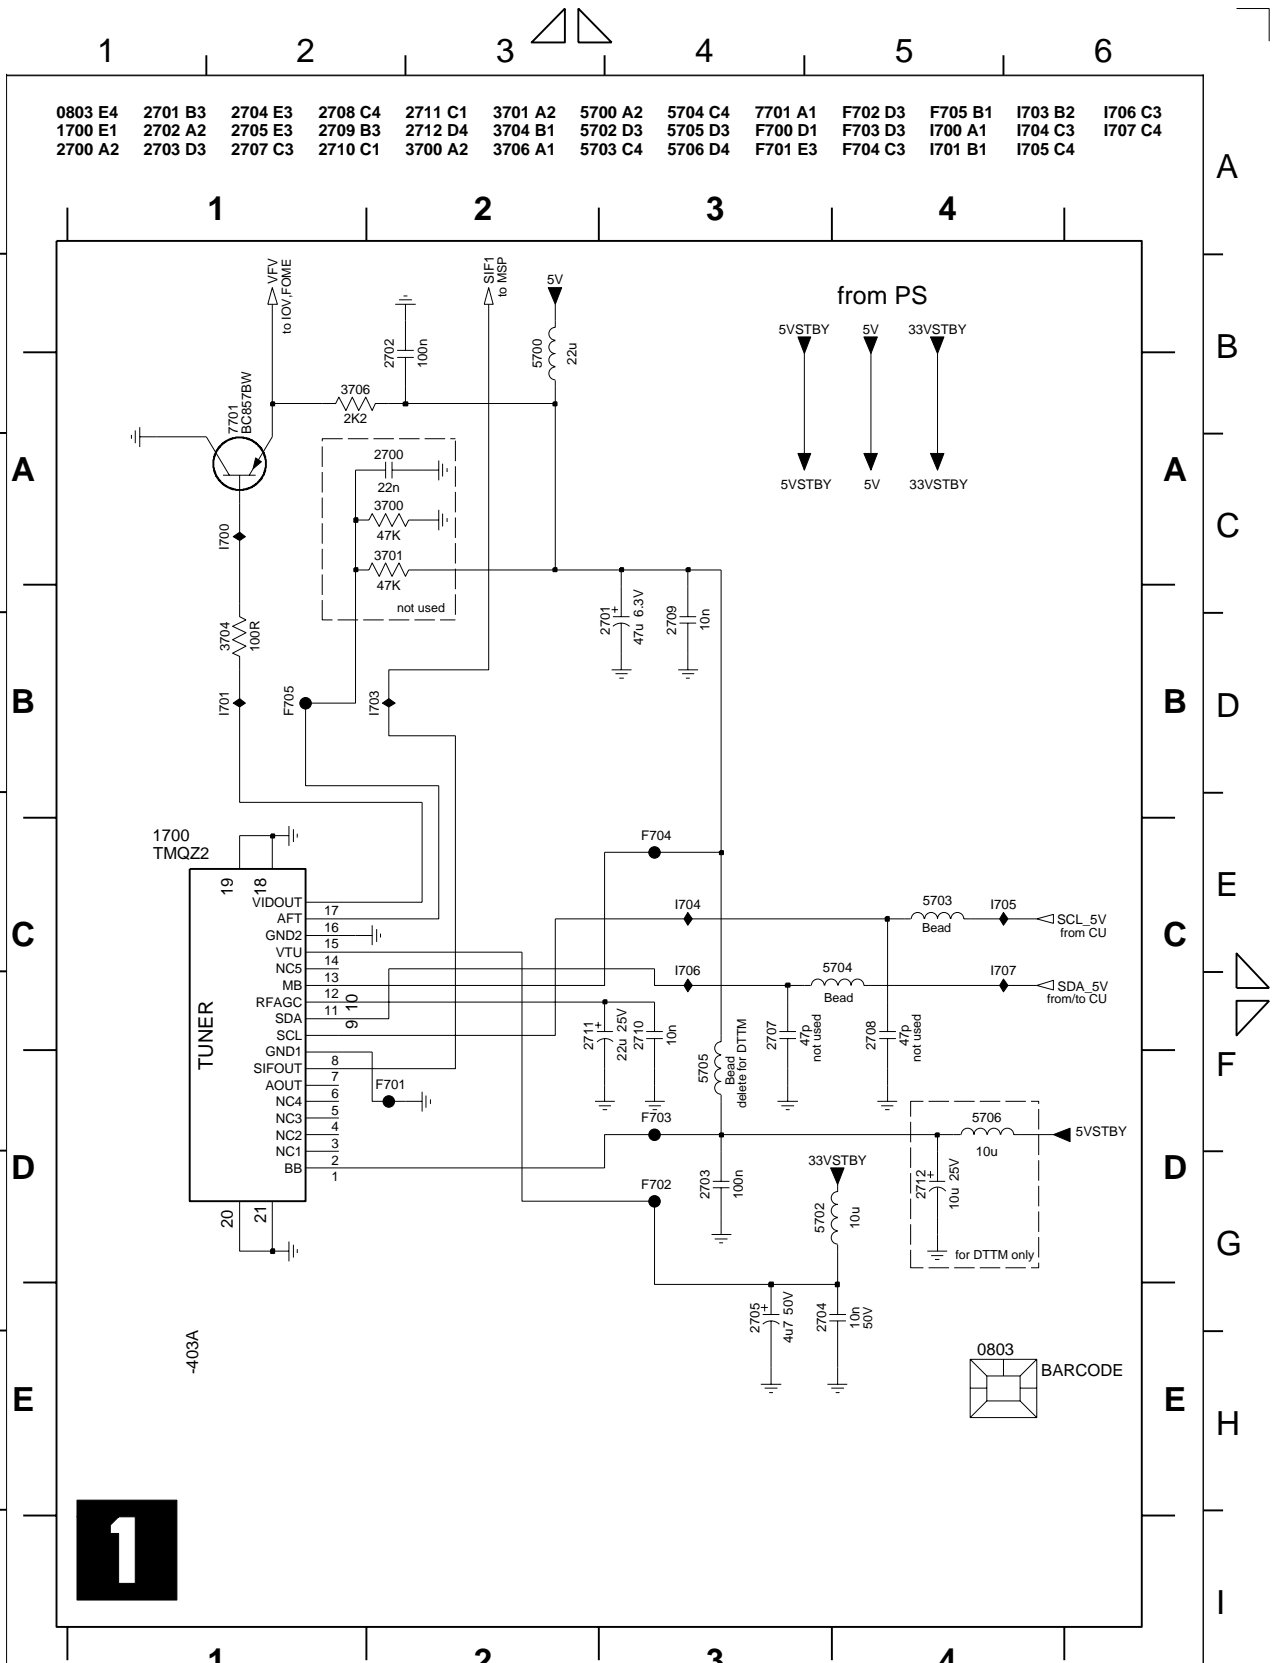 1 2 3 4 5 6
0803 E4 2701 B3 2704 E3 2708 C4 2711 C1 3701 A2 5700 A2 5704 C4 7701 A1 F702 D3 F705 B1 I703 B2 I706 C3
1700 E1 2702 A2 2705 E3 2709 B3 2712 D4 3704 B1 5702 D3 5705 D3 F700 D1 F703 D3 I700 A1 I704 C3 I707 C4
2700 A2 2703 D3 2707 C3 2710 C1 3700 A2 3706 A1 5703 C4 5706 D4 F701 E3 F704 C3 I701 B1 I705 C4
A
1 2 3 4
VFV
to IOV,FOME
SIF1
to MSP
5V
from PS
5VSTBY 5V 33VSTBY
B
2702
100n
5700
22u
7701
BC857BW
3706
2K2
A
2700
22n
5VSTBY 5V 33VSTBY
A
3700
47K
I700
C
3701
47K
not used
3704
100R
2701
47u 6.3V
2709
10n
B
I701
F705
I703
B
D
1700
TMQZ2
F704
19 18
E
VIDOUT
17
AFT
16
GND2
15
VTU
14
NC5
13
MB
12
RFAGC
11
SDA
10
9
SCL
GND1
8
SIFOUT
7
AOUT
6
NC4
5
NC3
4
NC2
3
NC1
2
BB
1
TUNER
20 21
C
I704
5703
Bead
I705
SCL_5V
from CU
C
I706
5704
Bead
I707
SDA_5V
from/to CU
2711
22u 25V
2710
10n
2707
47p
not used
2708
47p
not used
5705
Bead
delete for DTTM
F
F701
F703
5706
10u
5VSTBY
D
F702
2703
100n
33VSTBY
5702
10u
2712
10u 25V
for DTTM only
D
G
2705
4u7 50V
2704
10n
50V
-403A
0803
BARCODE
E
E
H
1
I
1 2 3 4